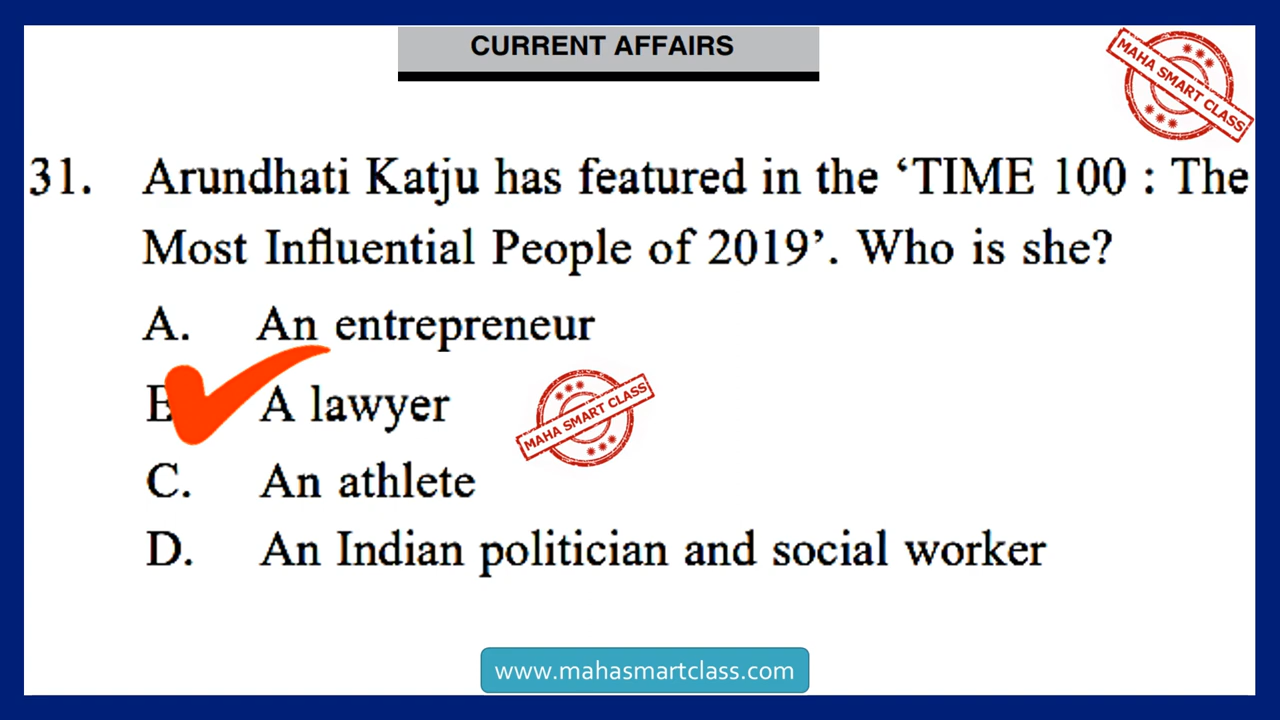 CURRENT AFFAIRS
MAHA SMART CLASS
31. Arundhati Katju has featured in the ‘TIME 100 : The
Most Influential People of 2019’. Who is she?
A. An entrepreneur
B A lawyer
MAHA SMART CLASS
C. An athlete
D. An Indian politician and social worker
www.mahasmartclass.com